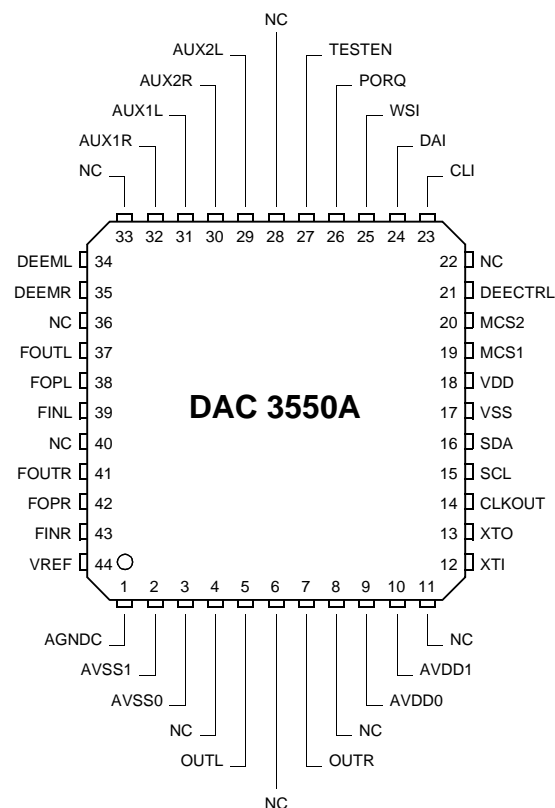 NC
AUX2L TESTEN
AUX2R PORQ
AUX1L WSI
AUX1R DAI
NC CLI
33 32 31 30 29 28 27 26 25 24 23
DEEML 34 22 NC
DEEMR 35 21 DEECTRL
NC 36 20 MCS2
FOUTL 37 19 MCS1
FOPL 38 18 VDD
FINL 39 DAC 3550A 17 VSS
NC 40 16 SDA
FOUTR 41 15 SCL
FOPR 42 14 CLKOUT
FINR 43 13 XTO
VREF 44 12 XTI
1 2 3 4 5 6 7 8 9 10 11
AGNDC NC
AVSS1 AVDD1
AVSS0 AVDD0
NC NC
OUTL OUTR
NC